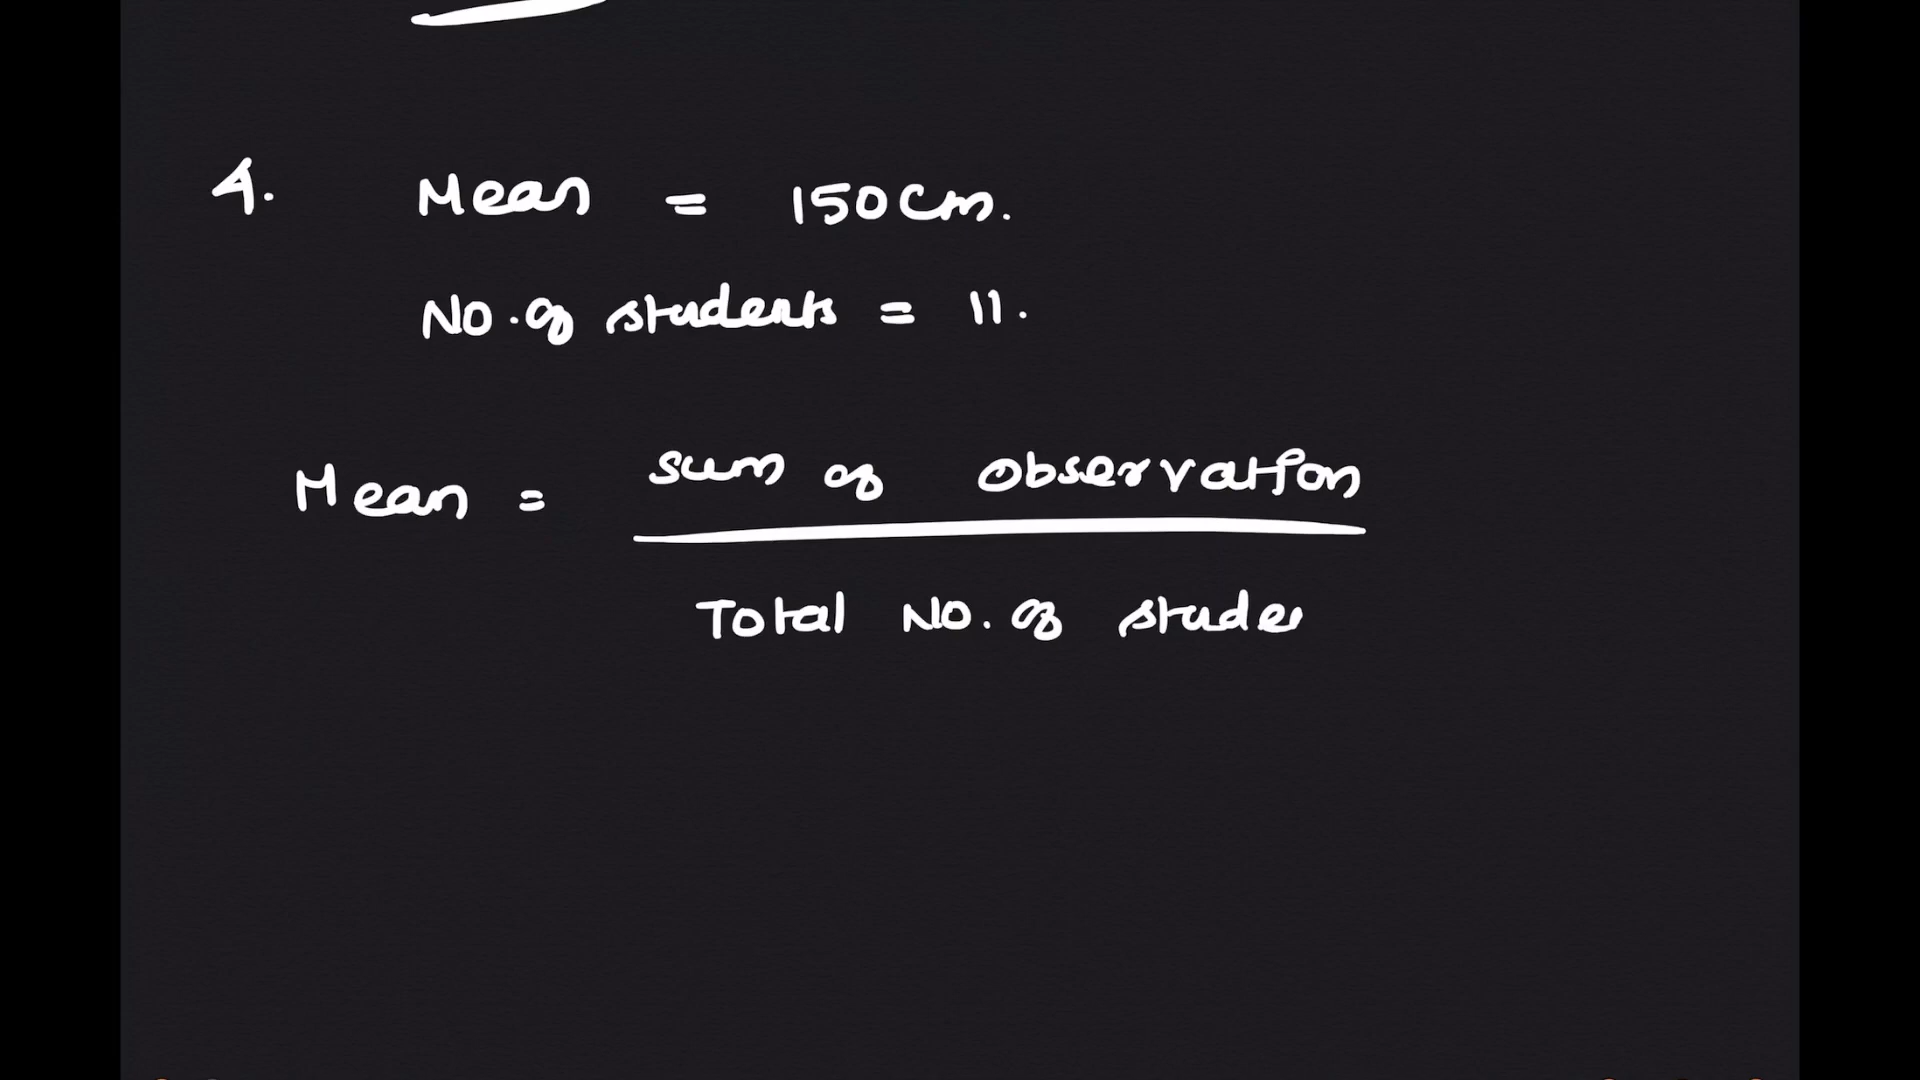 4. Mean = 150cm.
No. of students = 11.
Mean = sum of observation
Total No. of stude